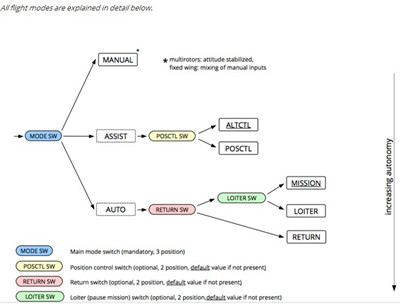 All flight modes are explained in detail below.
MANUAL *
* multirotors: attitude stabilized,
fixed wing: mixing of manual inputs
MODE SW
ASSIST
POSCTL SW
ALTCTL
POSCTL
AUTO
RETURN SW
LOITER SW
MISSION
LOITER
RETURN
increasing autonomy
MODE SW Main mode switch (mandatory, 3 position)
POSCTL SW Position control switch (optional, 2 position, default value if not present)
RETURN SW Return switch (optional, 2 position, default value if not present)
LOITER SW Loiter (pause mission) switch (optional, 2 position,default value if not present)